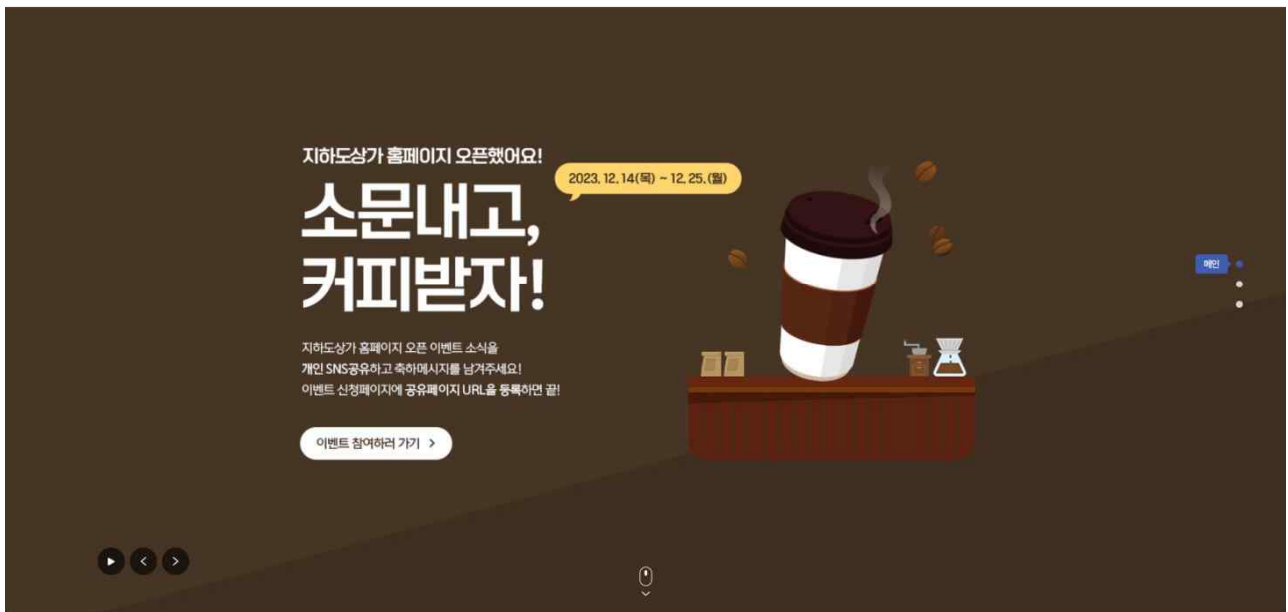 지하도상가 홈페이지 오픈했어요!
2023. 12. 14(목) ~ 12. 25. (월)
소문내고,
커피받자!
지하도상가 홈페이지 오픈 이벤트 소식을
개인 SNS공유하고 축하메시지를 남겨주세요!
이벤트 신청페이지에 공유페이지 URL을 등록하면 끝!
이벤트 참여하러 가기 >
메인